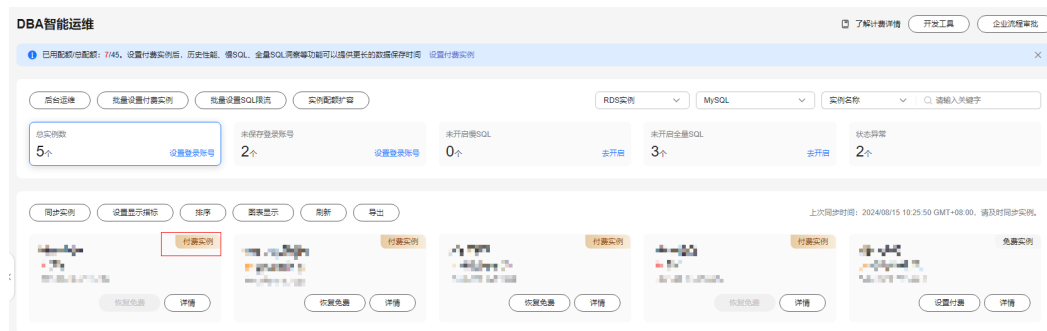 DBA智能运维
了解计费详情 开发工具 企业流程审批
已用配额/总配额：7/45。设置付费实例后，历史性能、慢SQL、全量SQL洞察等功能可以提供更长的数据保存时间 设置付费实例
后台运维 批量设置付费实例 批量设置SQL限流 实例配额扩容 RDS实例 MySQL 实例名称 请输入关键字
总实例数 未保存登录账号 未开启慢SQL 未开启全量SQL 状态异常
5个 设置登录账号 2个 设置登录账号 0个 去开启 3个 去开启 2个
同步实例 设置显示指标 排序 图表显示 刷新 导出 上次同步时间：2024/08/15 10:25:50 GMT+08:00，请及时同步实例。
付费实例 付费实例 付费实例 付费实例 免费实例
恢复免费 详情 恢复免费 详情 恢复免费 详情 恢复免费 详情 设置付费 详情